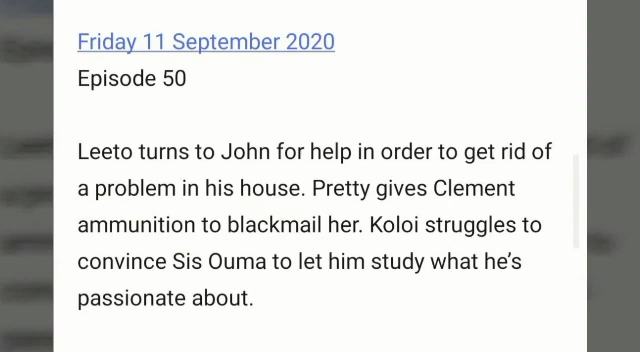 Friday 11 September 2020
Episode 50
Leeto turns to John for help in order to get rid of
a problem in his house. Pretty gives Clement
ammunition to blackmail her. Koloi struggles to
convince Sis Ouma to let him study what he’s
passionate about.